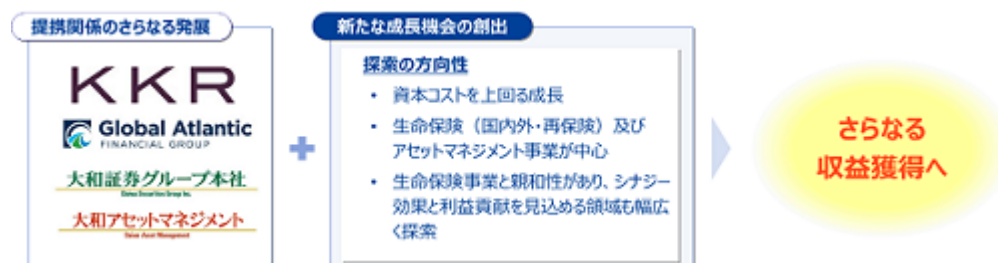 提携関係のさらなる発展
KKR
Global Atlantic
FINANCIAL GROUP
大和証券グループ本社
Daiwa Securities Group Inc.
大和アセットマネジメント
Daiwa Asset Management
+
新たな成長機会の創出
探索の方向性
• 資本コストを上回る成長
• 生命保険（国内外・再保険）及び
アセットマネジメント事業が中心
• 生命保険事業と親和性があり、シナジー
効果と利益貢献を見込める領域も幅広
く探索
さらなる
収益獲得へ